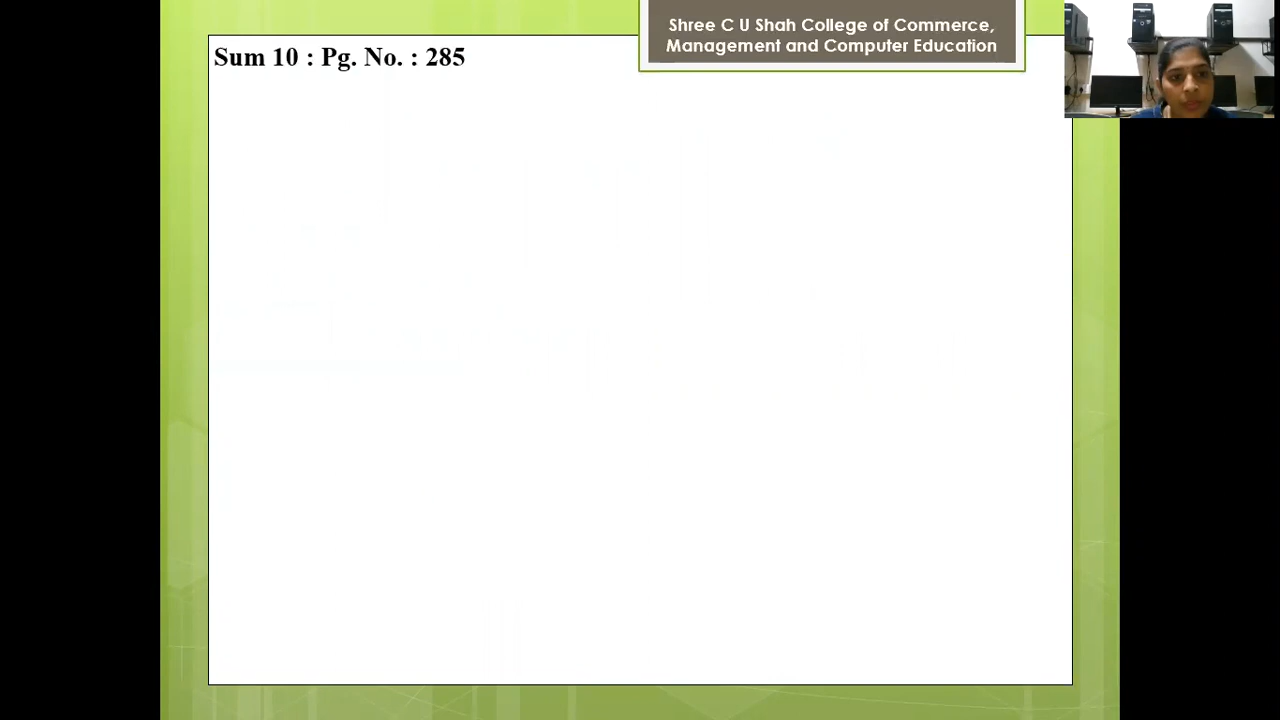 Shree C U Shah College of Commerce,
Management and Computer Education
Sum 10 : Pg. No. : 285